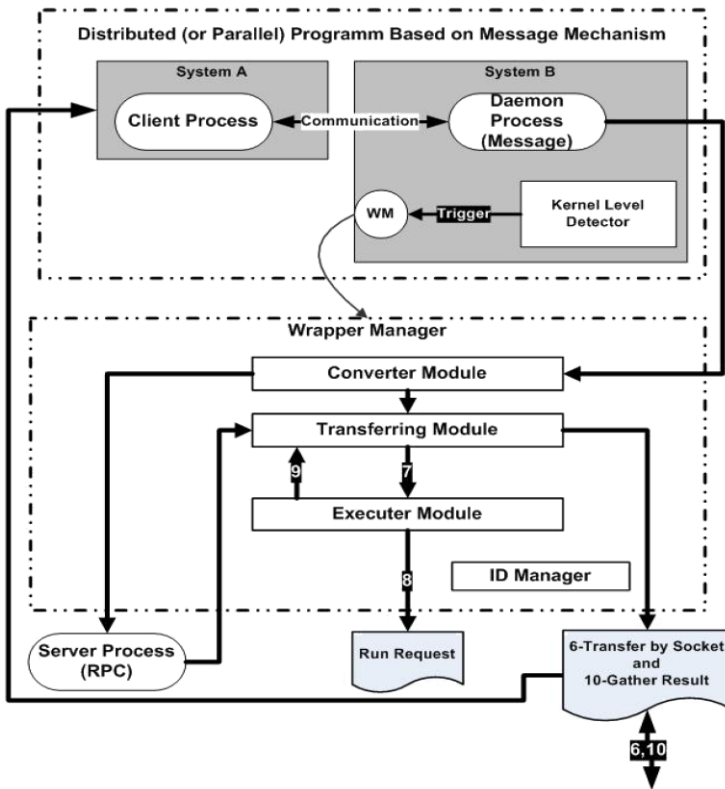 Distributed (or Parallel) Programm Based on Message Mechanism
System A
System B
Client Process
Communication
Daemon
Process
(Message)
WM
Trigger
Kernel Level
Detector
Wrapper Manager
Converter Module
Transferring Module
9
7
Executer Module
8
ID Manager
Server Process
(RPC)
Run Request
6-Transfer by Socket
and
10-Gather Result
6,10